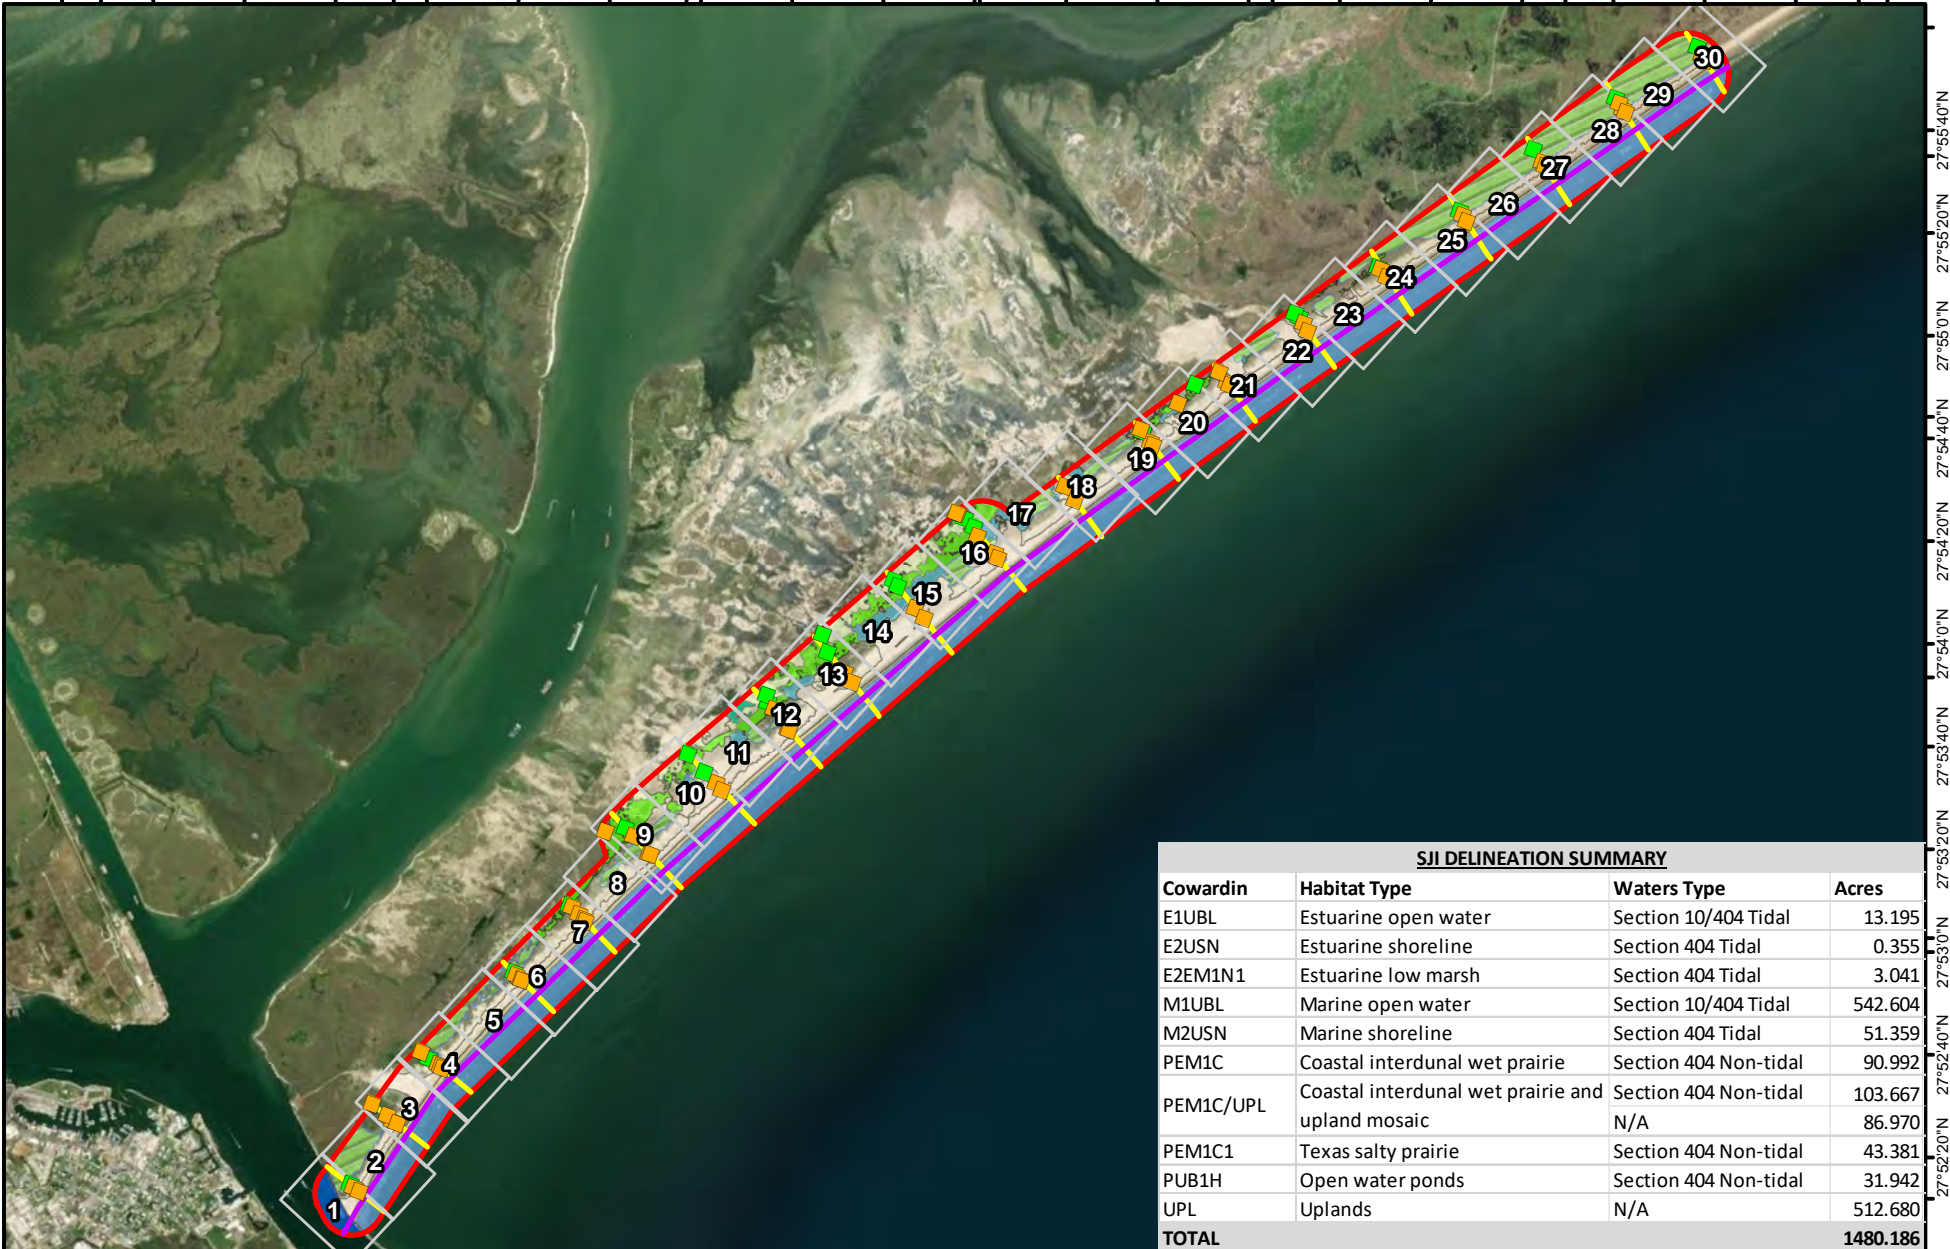 30
29
28
27
26
25
24
23
22
21
20
19
18
17
16
15
14
13
12
11
10
9
8
7
6
5
4
3
2
1
27°55'40"N
27°55'20"N
27°55'0"N
27°54'40"N
27°54'20"N
27°54'0"N
27°53'40"N
27°53'20"N
27°53'0"N
27°52'40"N
27°52'20"N
SJI DELINEATION SUMMARY
Cowardin Habitat Type Waters Type Acres
E1UBL Estuarine open water Section 10/404 Tidal 13.195
E2USN Estuarine shoreline Section 404 Tidal 0.355
E2EM1N1 Estuarine low marsh Section 404 Tidal 3.041
M1UBL Marine open water Section 10/404 Tidal 542.604
M2USN Marine shoreline Section 404 Tidal 51.359
PEM1C Coastal interdunal wet prairie Section 404 Non-tidal 90.992
PEM1C/UPL Coastal interdunal wet prairie and Section 404 Non-tidal 103.667
upland mosaic N/A 86.970
PEM1C1 Texas salty prairie Section 404 Non-tidal 43.381
PUB1H Open water ponds Section 404 Non-tidal 31.942
UPL Uplands N/A 512.680
TOTAL 1480.186